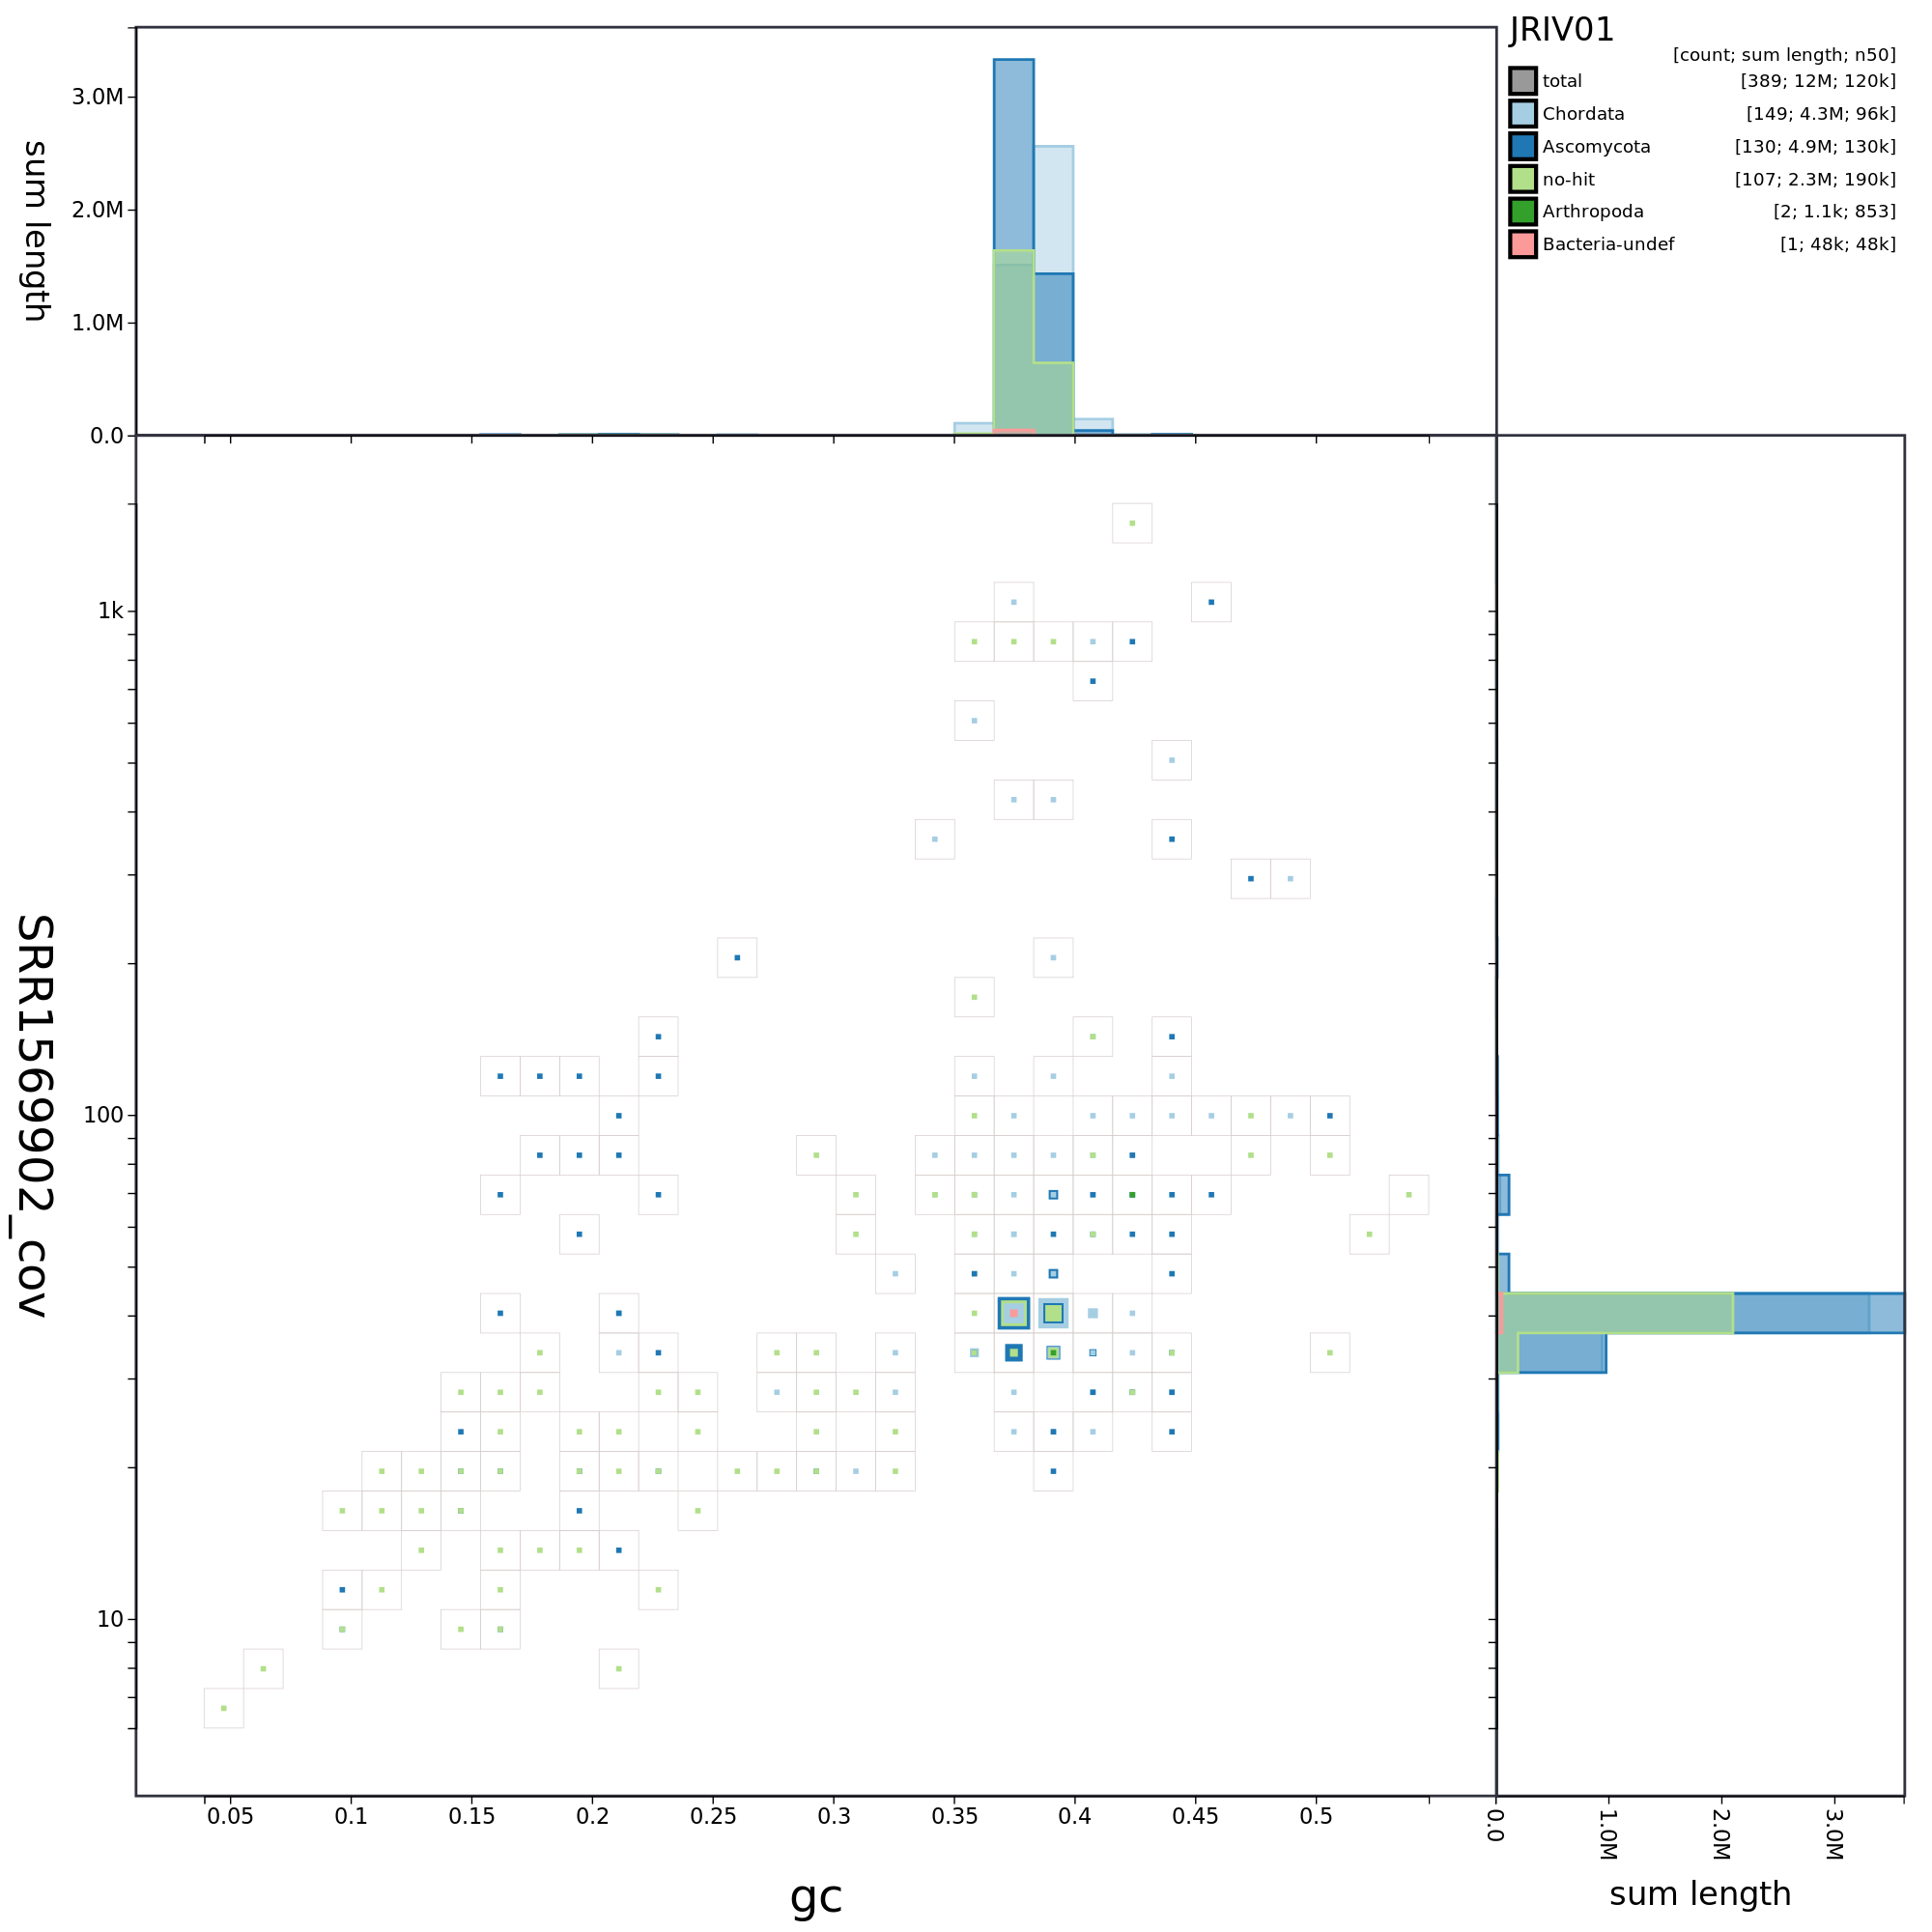 JRIV01
[count; sum length; n50]
total [389; 12M; 120k]
Chordata [149; 4.3M; 96k]
Ascomycota [130; 4.9M; 130k]
no-hit [107; 2.3M; 190k]
Arthropoda [2; 1.1k; 853]
Bacteria-undef [1; 48k; 48k]
sum length
3.0M
2.0M
1.0M
0.0
SRR1569902_cov
1k
100
10
0.05 0.1 0.15 0.2 0.25 0.3 0.35 0.4 0.45 0.5
gc
0.0 1.0M 2.0M 3.0M
sum length